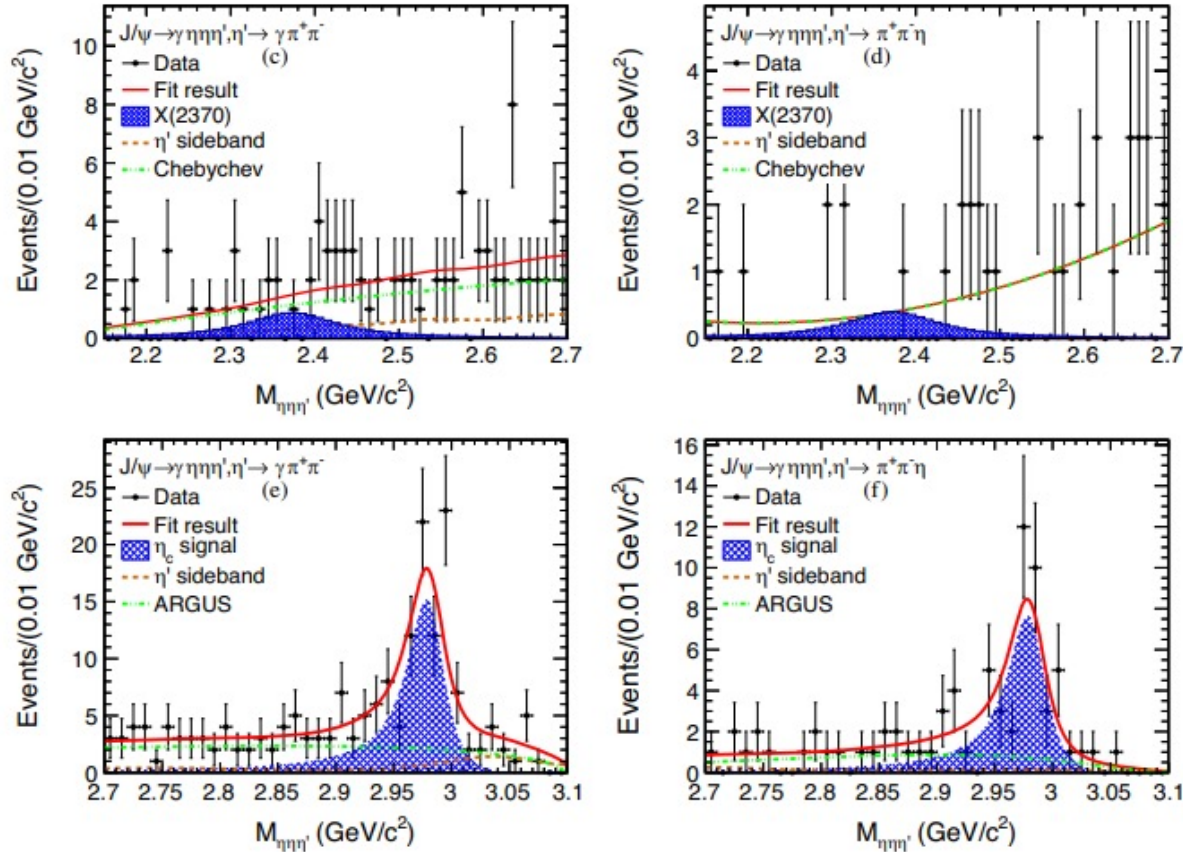 J/ψ→γηηη',η'→ γπ⁺π⁻
(c)
Data
Fit result
X(2370)
η' sideband
Chebychev
Events/(0.01 GeV/c²)
0 2 4 6 8 10
2.2 2.3 2.4 2.5 2.6 2.7
M_ηηη' (GeV/c²)
J/ψ→γηηη',η'→ π⁺π⁻η
(d)
Data
Fit result
X(2370)
η' sideband
Chebychev
Events/(0.01 GeV/c²)
0 1 2 3 4
2.2 2.3 2.4 2.5 2.6 2.7
M_ηηη' (GeV/c²)
J/ψ→γηηη',η'→ γπ⁺π⁻
(e)
Data
Fit result
η_c signal
η' sideband
ARGUS
Events/(0.01 GeV/c²)
0 5 10 15 20 25
2.7 2.75 2.8 2.85 2.9 2.95 3 3.05 3.1
M_ηηη' (GeV/c²)
J/ψ→γηηη',η'→ π⁺π⁻η
(f)
Data
Fit result
η_c signal
η' sideband
ARGUS
Events/(0.01 GeV/c²)
0 2 4 6 8 10 12 14 16
2.7 2.75 2.8 2.85 2.9 2.95 3 3.05 3.1
M_ηηη' (GeV/c²)